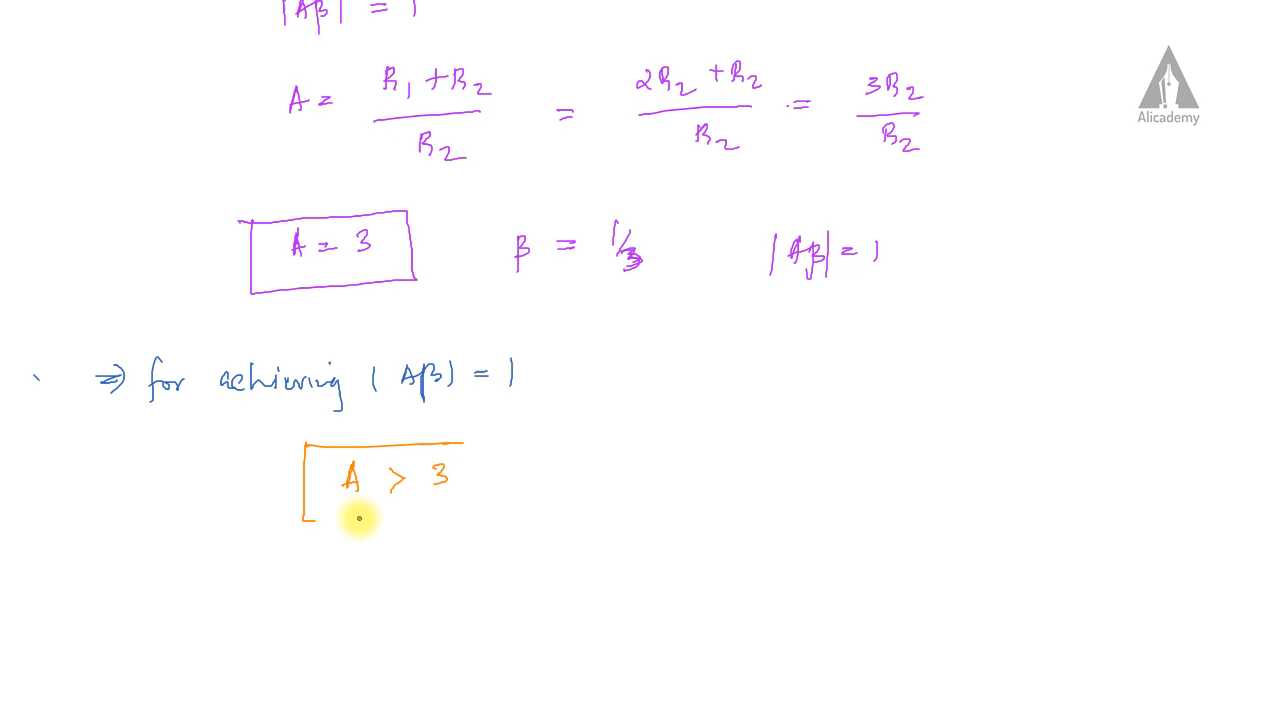 |Aβ| = 1
A = R1 + R2 / R2 = 2R2 + R2 / R2 = 3R2 / R2
Alicademy
A = 3 β = 1/3 |Aβ| = 1
⇒ for achieving |Aβ| = 1
A > 3